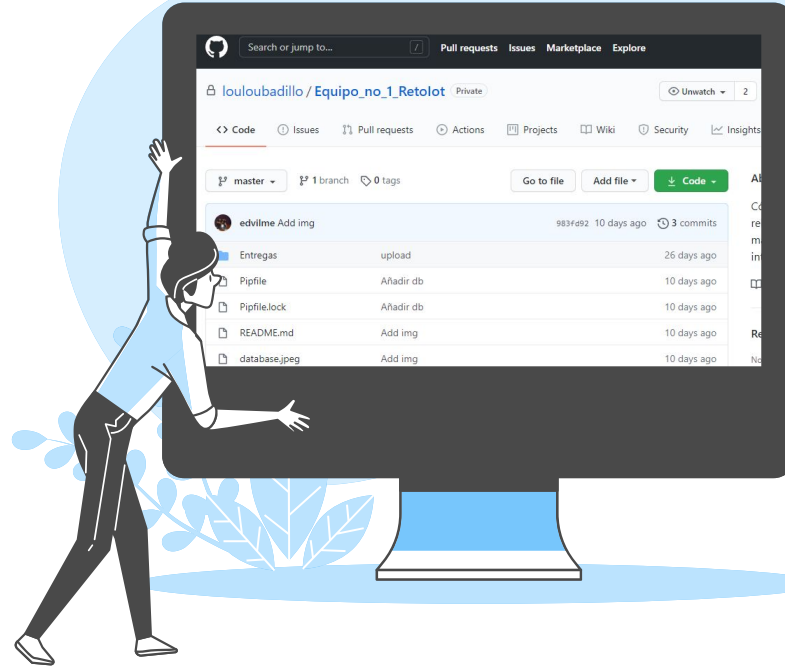 Search or jump to... / Pull requests Issues Marketplace Explore
louloubadillo / Equipo_no_1_RetoIot Private Unwatch 2
<> Code Issues Pull requests Actions Projects Wiki Security Insights
master 1 branch 0 tags Go to file Add file Code
edvilme Add img 983fd92 10 days ago 3 commits
Entregas upload 26 days ago
Pipfile Añadir db 10 days ago
Pipfile.lock Añadir db 10 days ago
README.md Add img 10 days ago
database.jpeg Add img 10 days ago